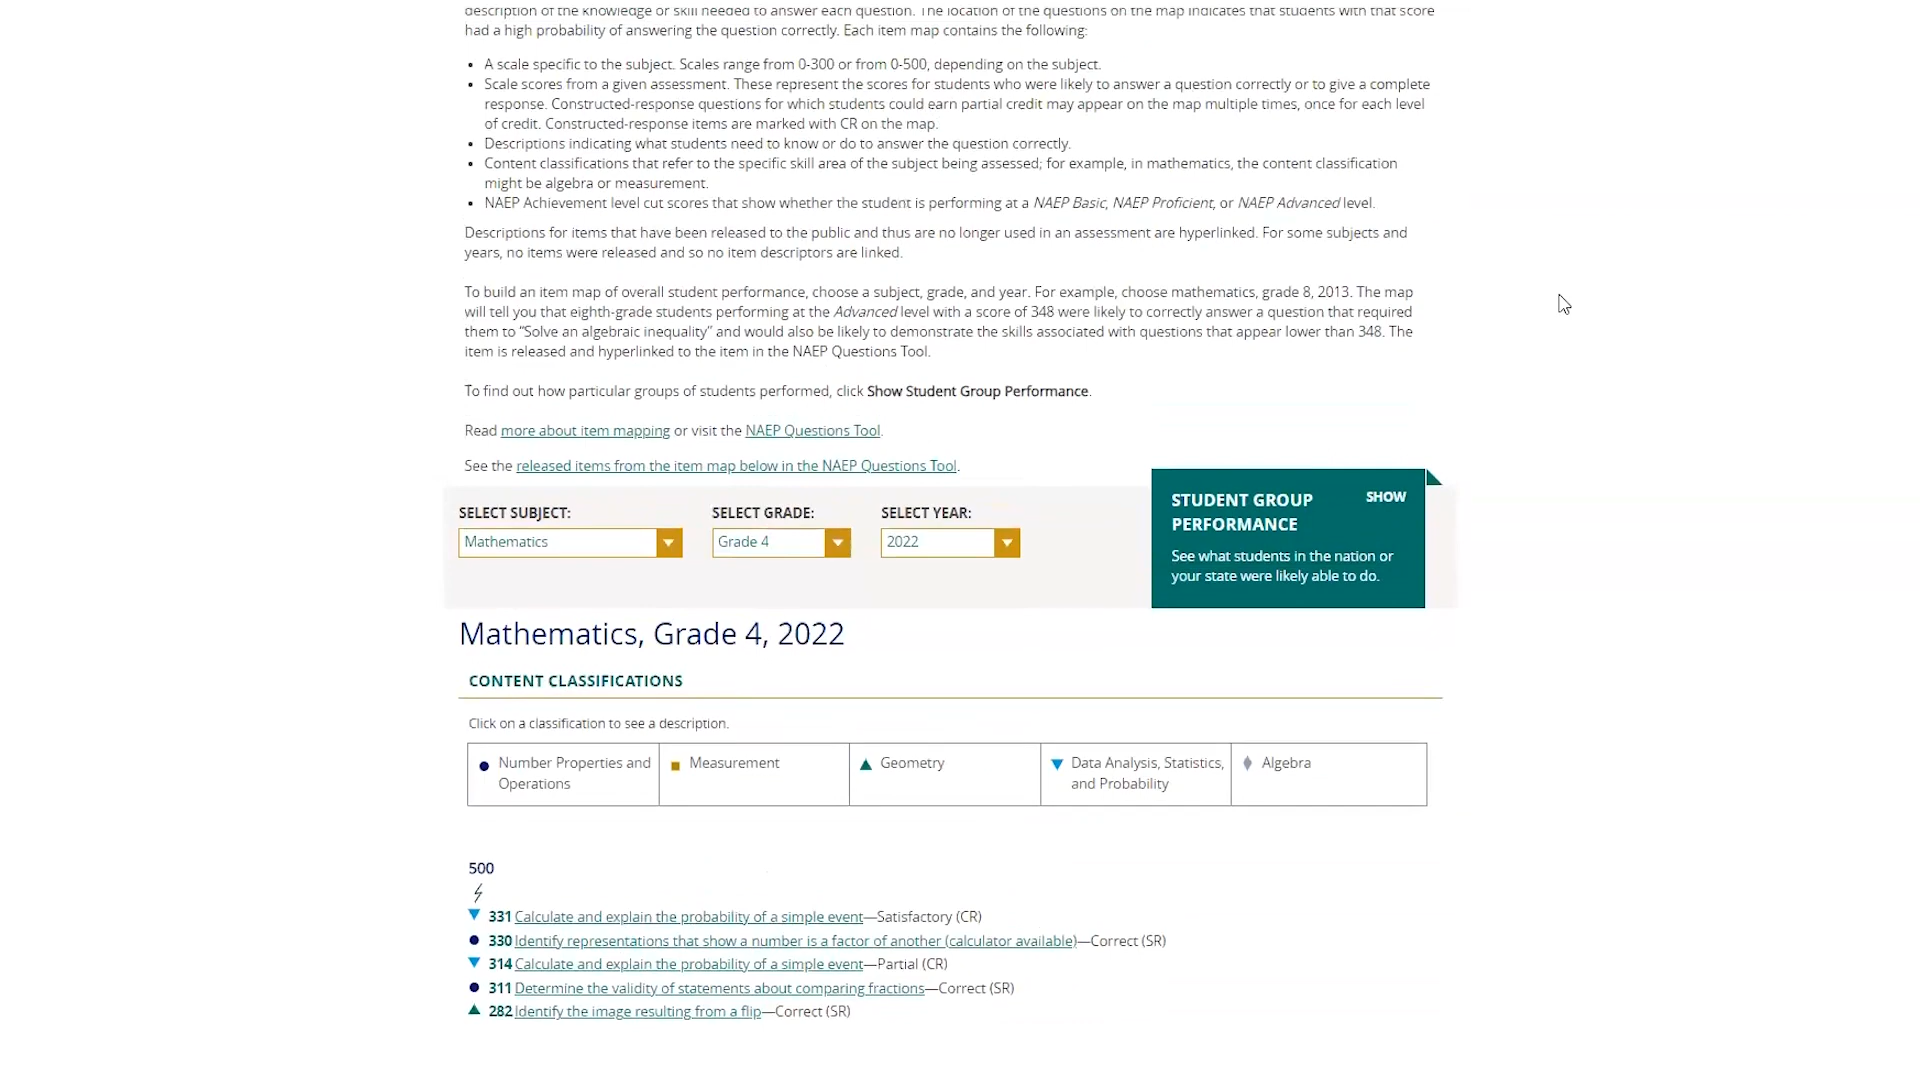 description of the knowledge or skill needed to answer each question. The location of the questions on the map indicates that students with that score
had a high probability of answering the question correctly. Each item map contains the following:
• A scale specific to the subject. Scales range from 0-300 or from 0-500, depending on the subject.
• Scale scores from a given assessment. These represent the scores for students who were likely to answer a question correctly or to give a complete
response. Constructed-response questions for which students could earn partial credit may appear on the map multiple times, once for each level
of credit. Constructed-response items are marked with CR on the map.
• Descriptions indicating what students need to know or do to answer the question correctly.
• Content classifications that refer to the specific skill area of the subject being assessed; for example, in mathematics, the content classification
might be algebra or measurement.
• NAEP Achievement level cut scores that show whether the student is performing at a NAEP Basic, NAEP Proficient, or NAEP Advanced level.
Descriptions for items that have been released to the public and thus are no longer used in an assessment are hyperlinked. For some subjects and
years, no items were released and so no item descriptors are linked.
To build an item map of overall student performance, choose a subject, grade, and year. For example, choose mathematics, grade 8, 2013. The map
will tell you that eighth-grade students performing at the Advanced level with a score of 348 were likely to correctly answer a question that required
them to “Solve an algebraic inequality” and would also be likely to demonstrate the skills associated with questions that appear lower than 348. The
item is released and hyperlinked to the item in the NAEP Questions Tool.
To find out how particular groups of students performed, click Show Student Group Performance.
Read more about item mapping or visit the NAEP Questions Tool.
See the released items from the item map below in the NAEP Questions Tool.
SELECT SUBJECT: SELECT GRADE: SELECT YEAR:
Mathematics Grade 4 2022
STUDENT GROUP SHOW
PERFORMANCE
See what students in the nation or
your state were likely able to do.
Mathematics, Grade 4, 2022
CONTENT CLASSIFICATIONS
Click on a classification to see a description.
Number Properties and
Operations
Measurement
Geometry
Data Analysis, Statistics,
and Probability
Algebra
500
331 Calculate and explain the probability of a simple event—Satisfactory (CR)
330 Identify representations that show a number is a factor of another (calculator available)—Correct (SR)
314 Calculate and explain the probability of a simple event—Partial (CR)
311 Determine the validity of statements about comparing fractions—Correct (SR)
282 Identify the image resulting from a flip—Correct (SR)